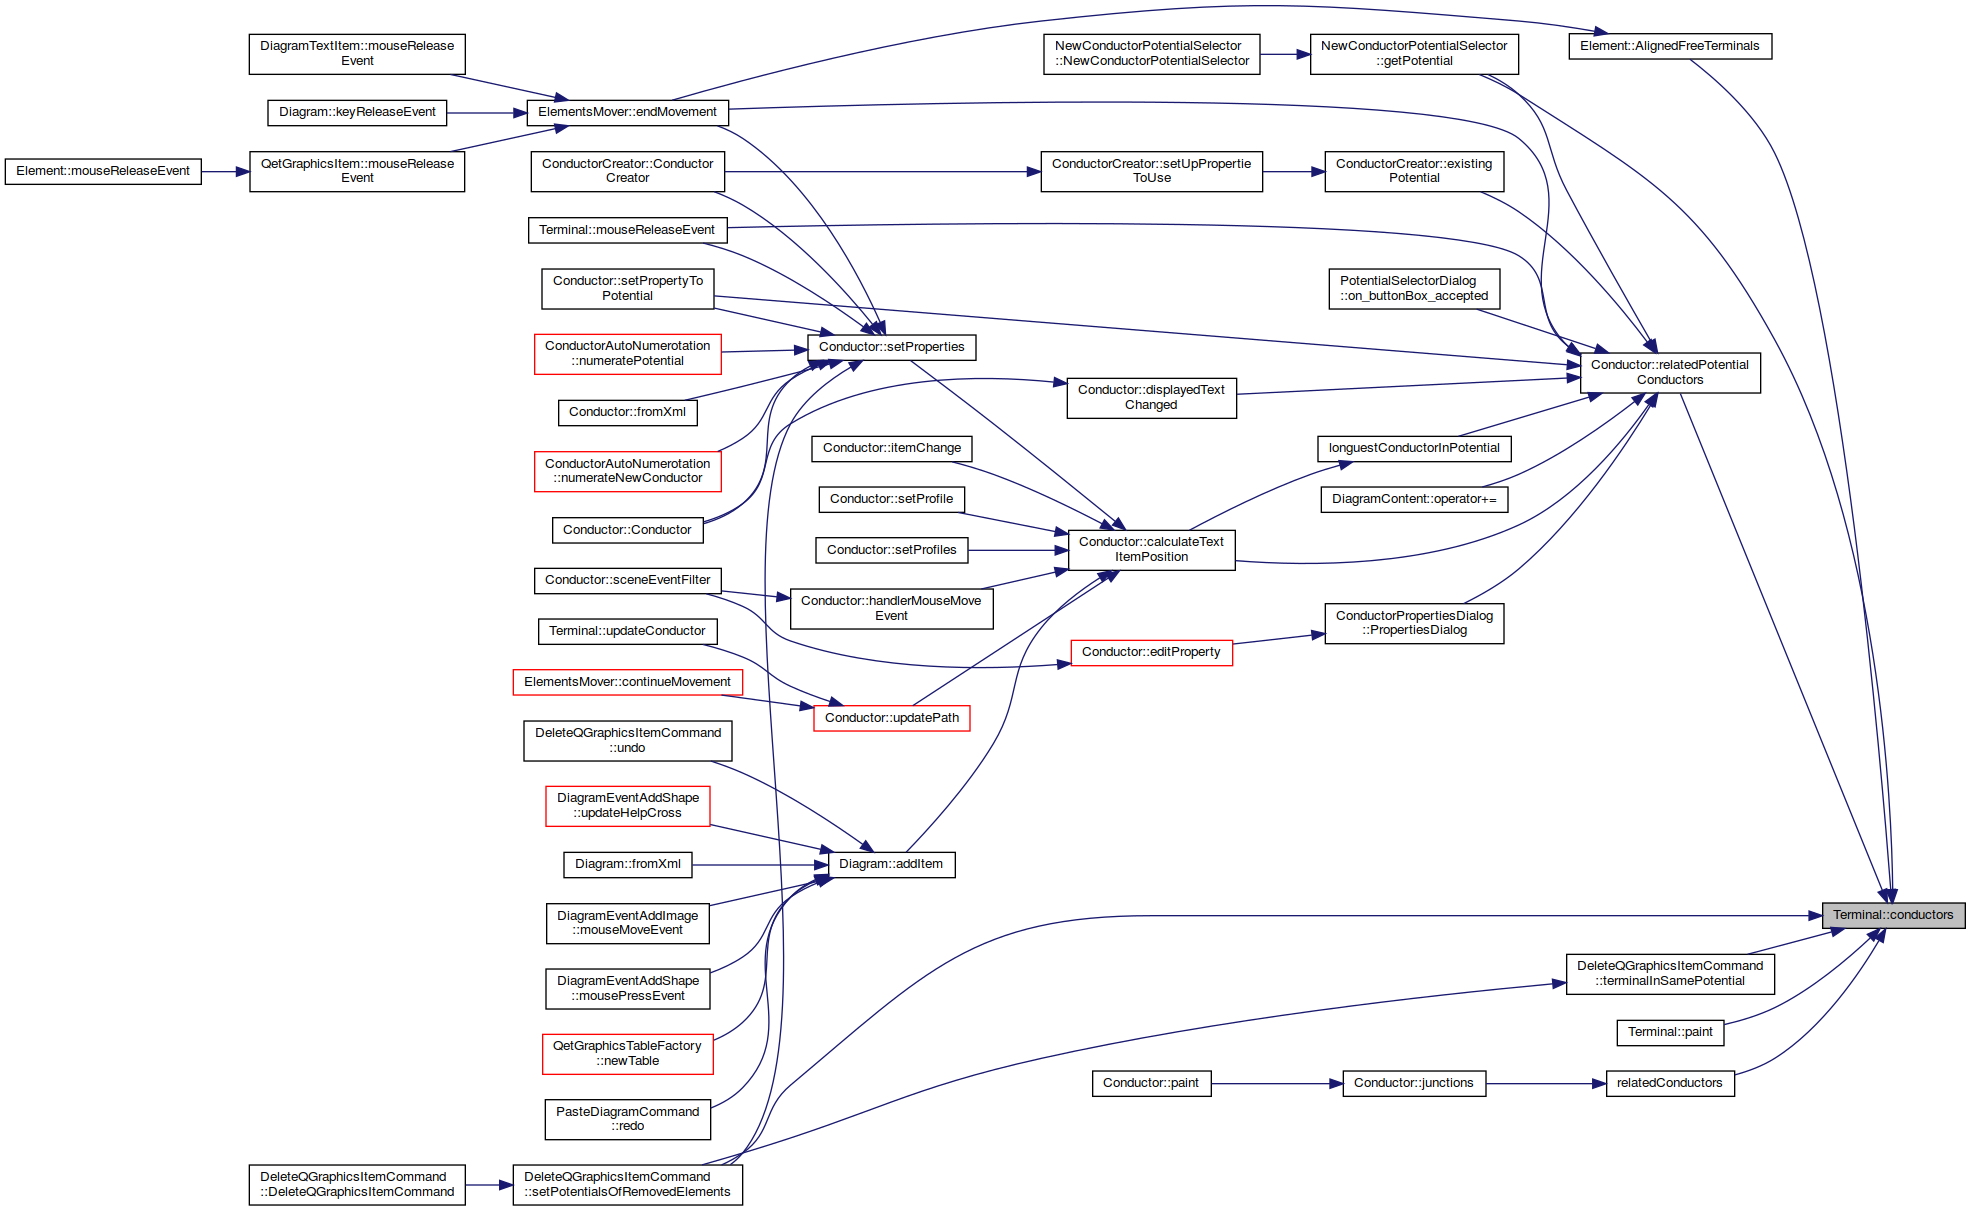 DiagramTextItem::mouseRelease
Event
Diagram::keyReleaseEvent
QetGraphicsItem::mouseRelease
Event
Element::mouseReleaseEvent
ElementsMover::endMovement
ConductorCreator::Conductor
Creator
Terminal::mouseReleaseEvent
Conductor::setPropertyTo
Potential
ConductorAutoNumerotation
::numeratePotential
Conductor::fromXml
ConductorAutoNumerotation
::numerateNewConductor
Conductor::Conductor
Conductor::sceneEventFilter
Terminal::updateConductor
ElementsMover::continueMovement
DeleteQGraphicsItemCommand
::undo
DiagramEventAddShape
::updateHelpCross
Diagram::fromXml
DiagramEventAddImage
::mouseMoveEvent
DiagramEventAddShape
::mousePressEvent
QetGraphicsTableFactory
::newTable
PasteDiagramCommand
::redo
DeleteQGraphicsItemCommand
::DeleteQGraphicsItemCommand
DeleteQGraphicsItemCommand
::setPotentialsOfRemovedElements
Conductor::setProperties
Conductor::itemChange
Conductor::setProfile
Conductor::setProfiles
Conductor::handlerMouseMove
Event
Conductor::updatePath
Diagram::addItem
NewConductorPotentialSelector
::NewConductorPotentialSelector
ConductorCreator::setUpPropertie
ToUse
Conductor::displayedText
Changed
Conductor::calculateText
ItemPosition
Conductor::editProperty
Conductor::paint
NewConductorPotentialSelector
::getPotential
ConductorCreator::existing
Potential
PotentialSelectorDialog
::on_buttonBox_accepted
longuestConductorInPotential
DiagramContent::operator+=
ConductorPropertiesDialog
::PropertiesDialog
Conductor::junctions
Element::AlignedFreeTerminals
Conductor::relatedPotential
Conductors
DeleteQGraphicsItemCommand
::terminalInSamePotential
Terminal::paint
relatedConductors
Terminal::conductors